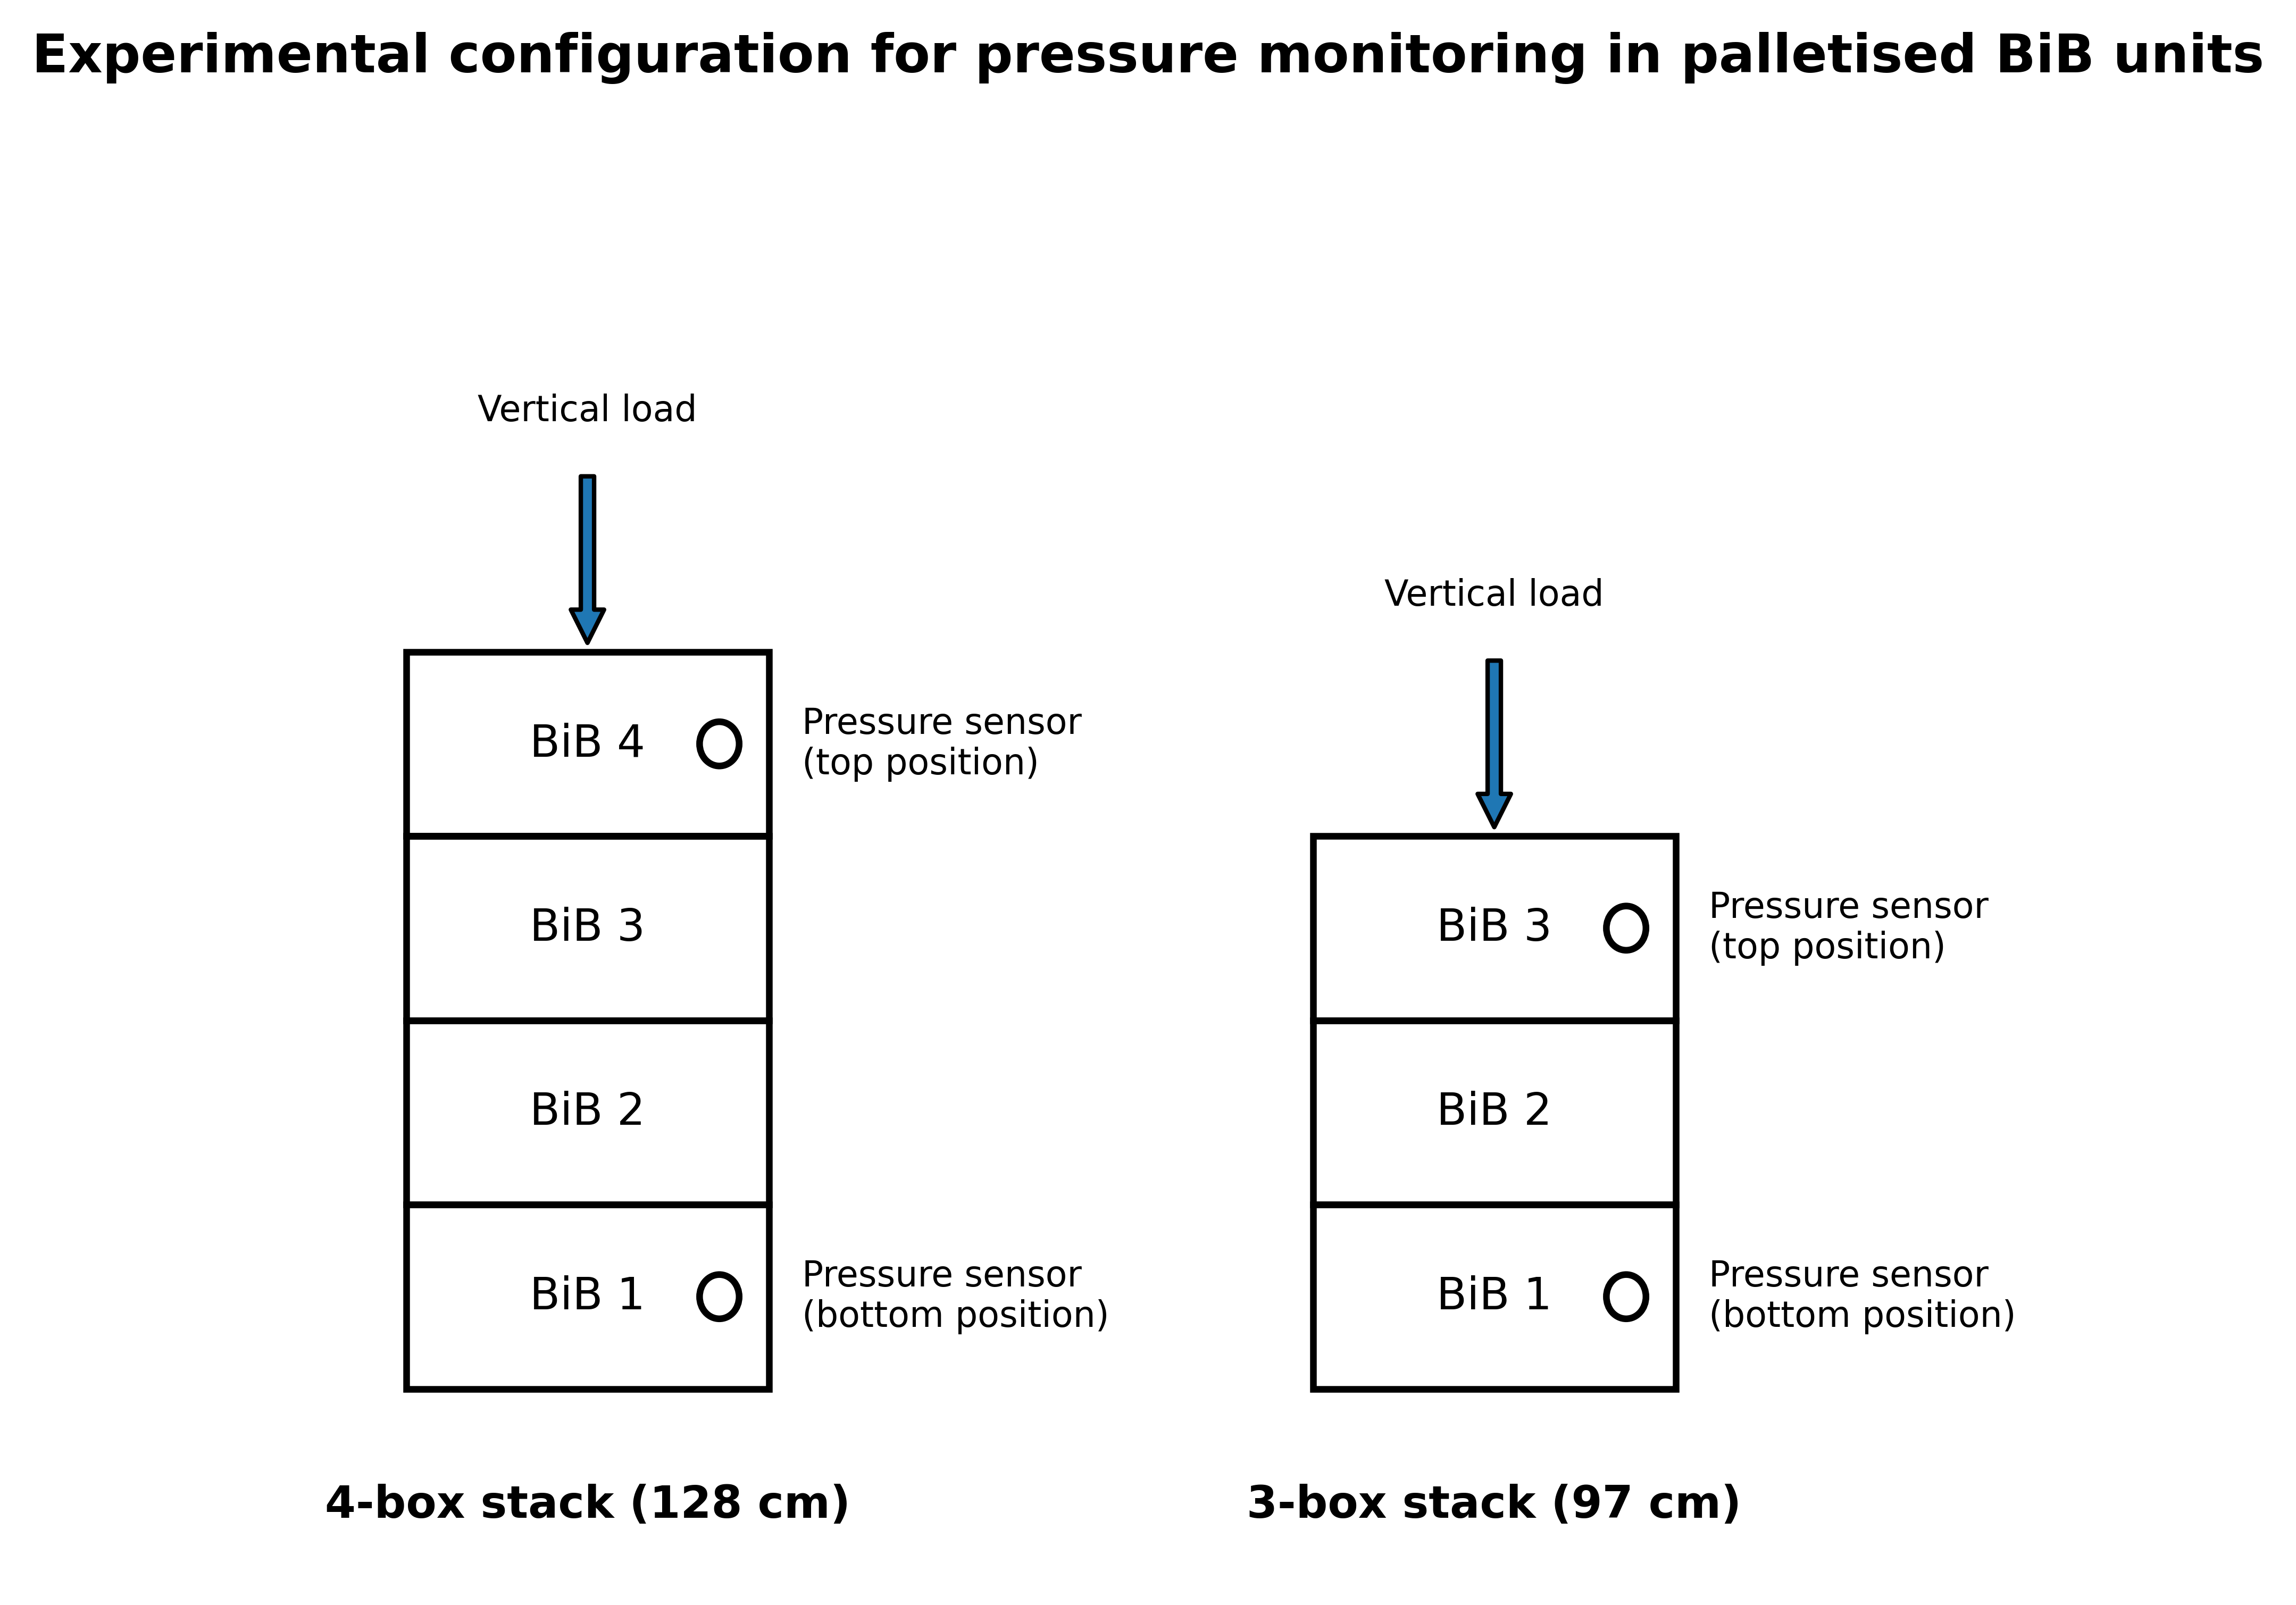 Experimental configuration for pressure monitoring in palletised BiB units
Vertical load
BiB 4
Pressure sensor
(top position)
BiB 3
BiB 2
BiB 1
Pressure sensor
(bottom position)
4-box stack (128 cm)
Vertical load
BiB 3
Pressure sensor
(top position)
BiB 2
BiB 1
Pressure sensor
(bottom position)
3-box stack (97 cm)